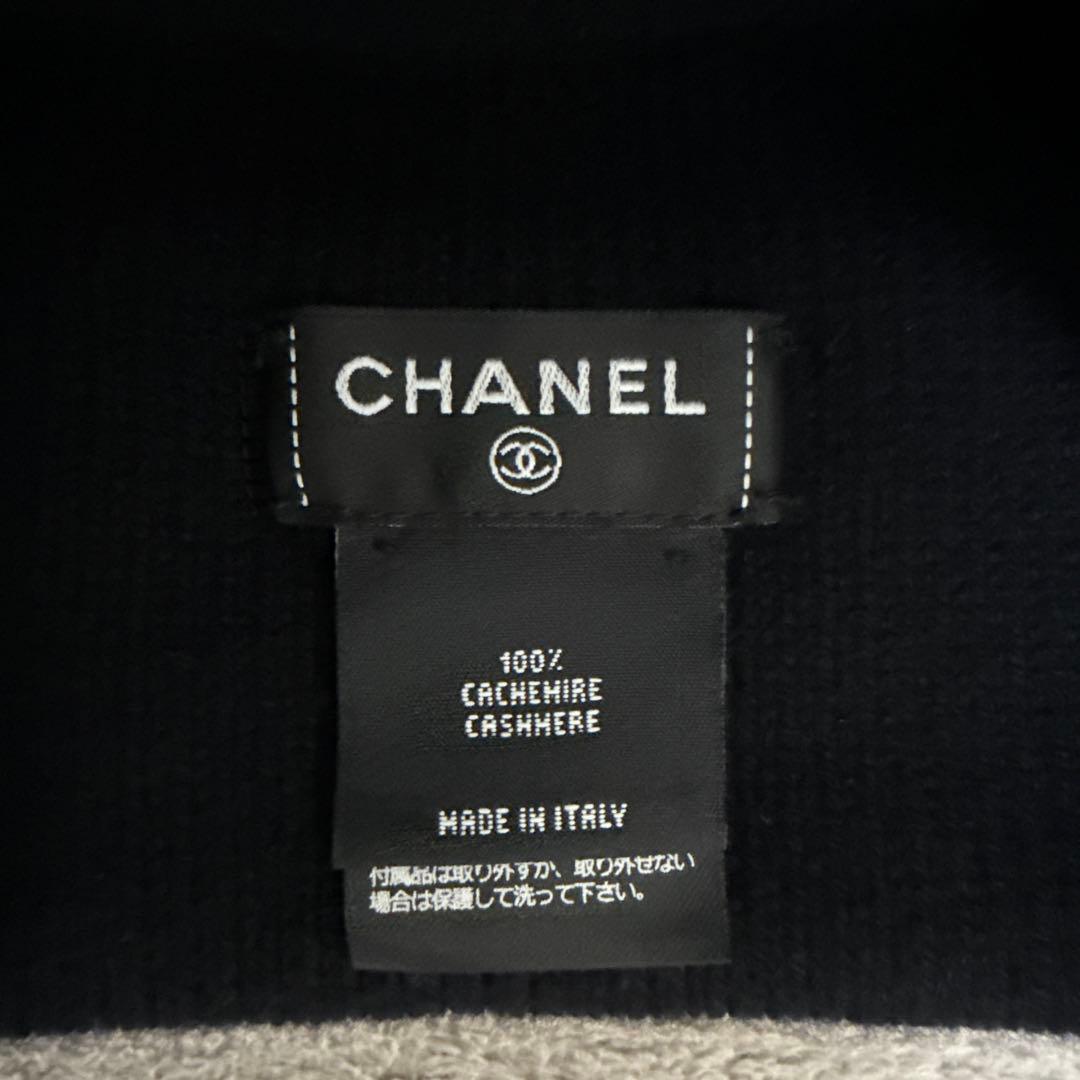 CHANEL
100%
CACHEMIRE
CASHMERE
MADE IN ITALY
付属品は取り外すか、取り外せない
場合は保護して洗って下さい。